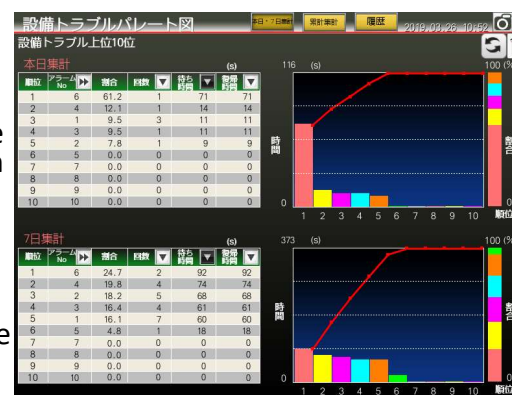 設備トラブルパレート図 本日・7日集計 累計集計 履歴 2019.03.26 10:52
設備トラブル上位10位
本日集計 (s)
順位 アラームNo 割合 回数 待ち時間 復帰時間
1 6 61.2 1 71 71
2 4 12.1 1 14 14
3 1 9.5 3 11 11
4 3 9.5 1 11 11
5 2 7.8 1 9 9
6 5 0.0 0 0 0
7 7 0.0 0 0 0
8 8 0.0 0 0 0
9 9 0.0 0 0 0
10 10 0.0 0 0 0
116 (s) 100 (%)
時間
割合
0 0
1 2 3 4 5 6 7 8 9 10 順位
7日集計 (s)
順位 アラームNo 割合 回数 待ち時間 復帰時間
1 6 24.7 2 92 92
2 4 19.8 4 74 74
3 2 18.2 5 68 68
4 3 16.4 4 61 61
5 1 16.1 7 60 60
6 5 4.8 1 18 18
7 7 0.0 0 0 0
8 8 0.0 0 0 0
9 9 0.0 0 0 0
10 10 0.0 0 0 0
373 (s) 100 (%)
時間
割合
0 0
1 2 3 4 5 6 7 8 9 10 順位